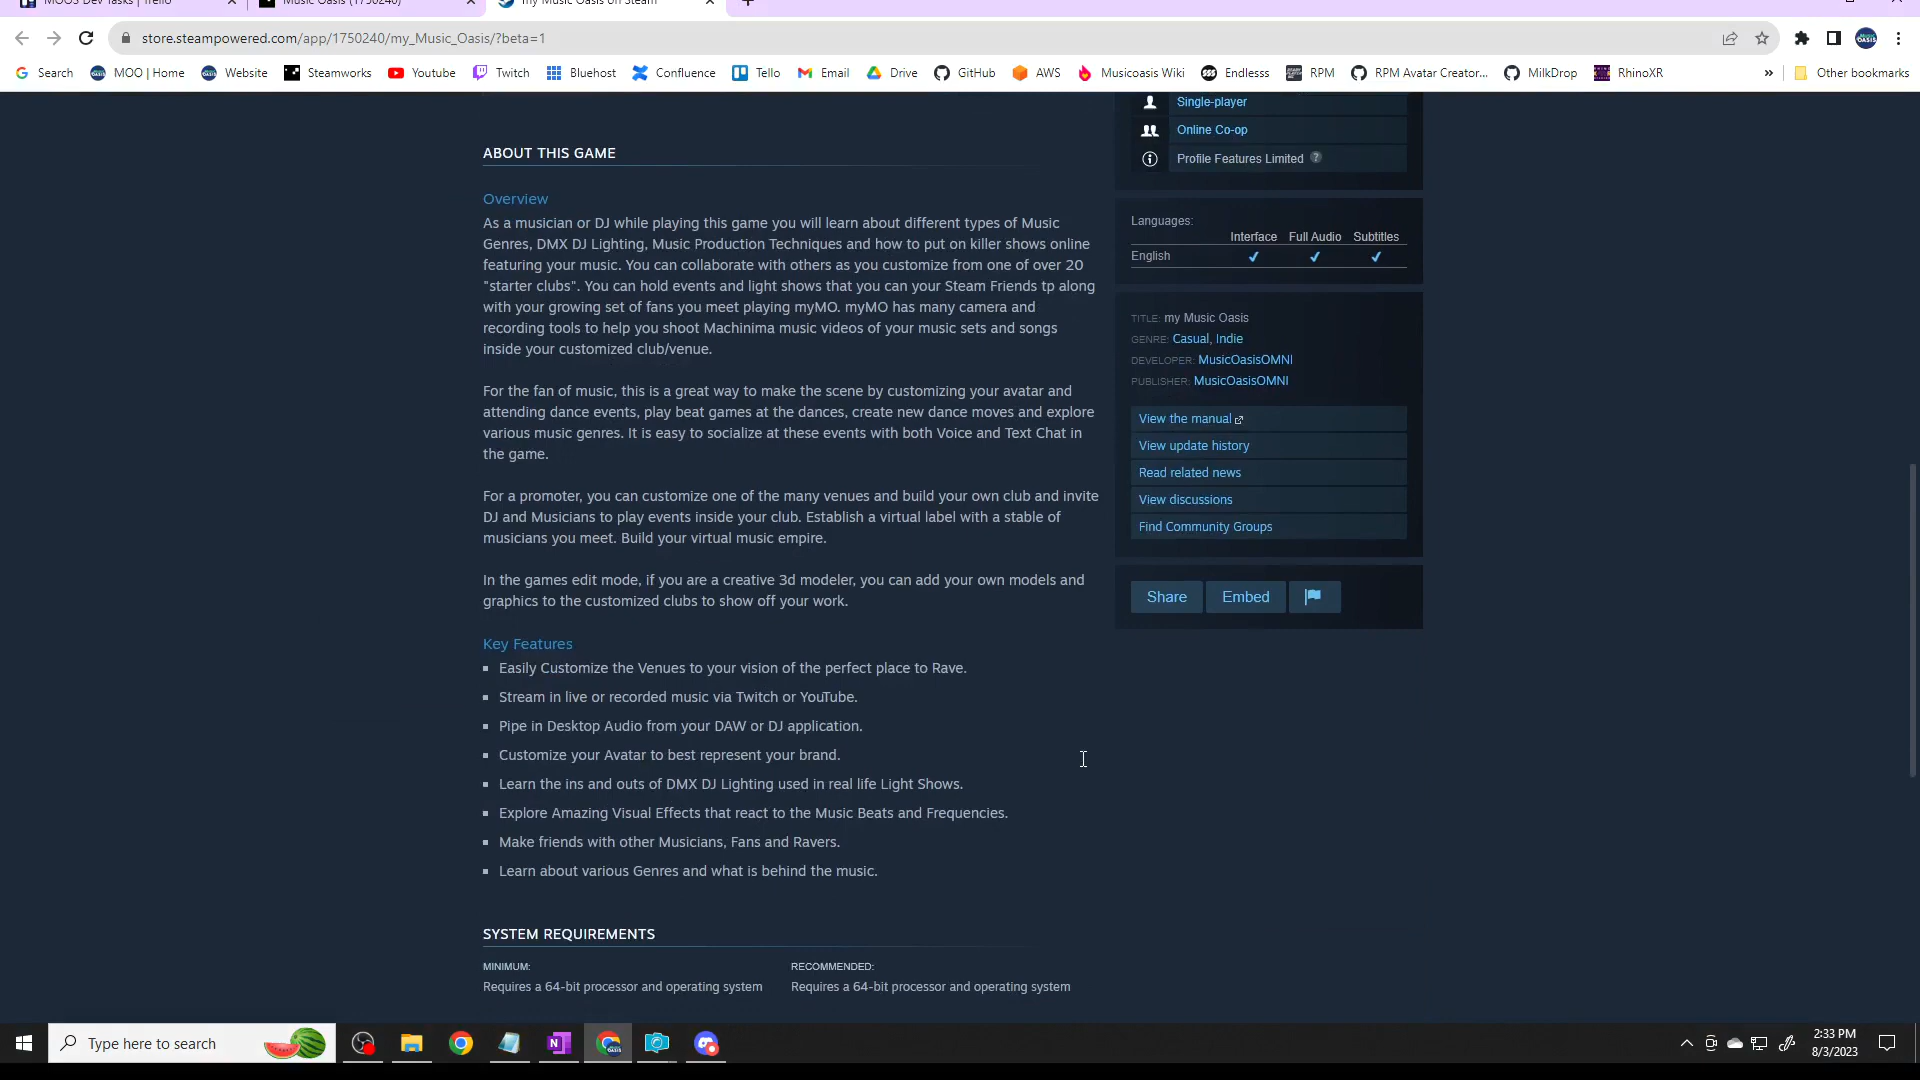 MOOS Dev Tasks | Trello
Music Oasis (1750240)
my Music Oasis on Steam
store.steampowered.com/app/1750240/my_Music_Oasis/?beta=1
Search
MOO | Home
Website
Steamworks
Youtube
Twitch
Bluehost
Confluence
Tello
Email
Drive
GitHub
AWS
Musicoasis Wiki
Endlesss
RPM
RPM Avatar Creator...
MilkDrop
RhinoXR
»
Other bookmarks
ABOUT THIS GAME
Overview
As a musician or DJ while playing this game you will learn about different types of Music
Genres, DMX DJ Lighting, Music Production Techniques and how to put on killer shows online
featuring your music. You can collaborate with others as you customize from one of over 20
"starter clubs". You can hold events and light shows that you can your Steam Friends tp along
with your growing set of fans you meet playing myMO. myMO has many camera and
recording tools to help you shoot Machinima music videos of your music sets and songs
inside your customized club/venue.
For the fan of music, this is a great way to make the scene by customizing your avatar and
attending dance events, play beat games at the dances, create new dance moves and explore
various music genres. It is easy to socialize at these events with both Voice and Text Chat in
the game.
For a promoter, you can customize one of the many venues and build your own club and invite
DJ and Musicians to play events inside your club. Establish a virtual label with a stable of
musicians you meet. Build your virtual music empire.
In the games edit mode, if you are a creative 3d modeler, you can add your own models and
graphics to the customized clubs to show off your work.
Key Features
▪ Easily Customize the Venues to your vision of the perfect place to Rave.
▪ Stream in live or recorded music via Twitch or YouTube.
▪ Pipe in Desktop Audio from your DAW or DJ application.
▪ Customize your Avatar to best represent your brand.
▪ Learn the ins and outs of DMX DJ Lighting used in real life Light Shows.
▪ Explore Amazing Visual Effects that react to the Music Beats and Frequencies.
▪ Make friends with other Musicians, Fans and Ravers.
▪ Learn about various Genres and what is behind the music.
SYSTEM REQUIREMENTS
MINIMUM:
Requires a 64-bit processor and operating system
RECOMMENDED:
Requires a 64-bit processor and operating system
Single-player
Online Co-op
Profile Features Limited ?
Languages:
Interface Full Audio Subtitles
English ✔ ✔ ✔
TITLE: my Music Oasis
GENRE: Casual, Indie
DEVELOPER: MusicOasisOMNI
PUBLISHER: MusicOasisOMNI
View the manual
View update history
Read related news
View discussions
Find Community Groups
Share
Embed
Type here to search
2:33 PM
8/3/2023